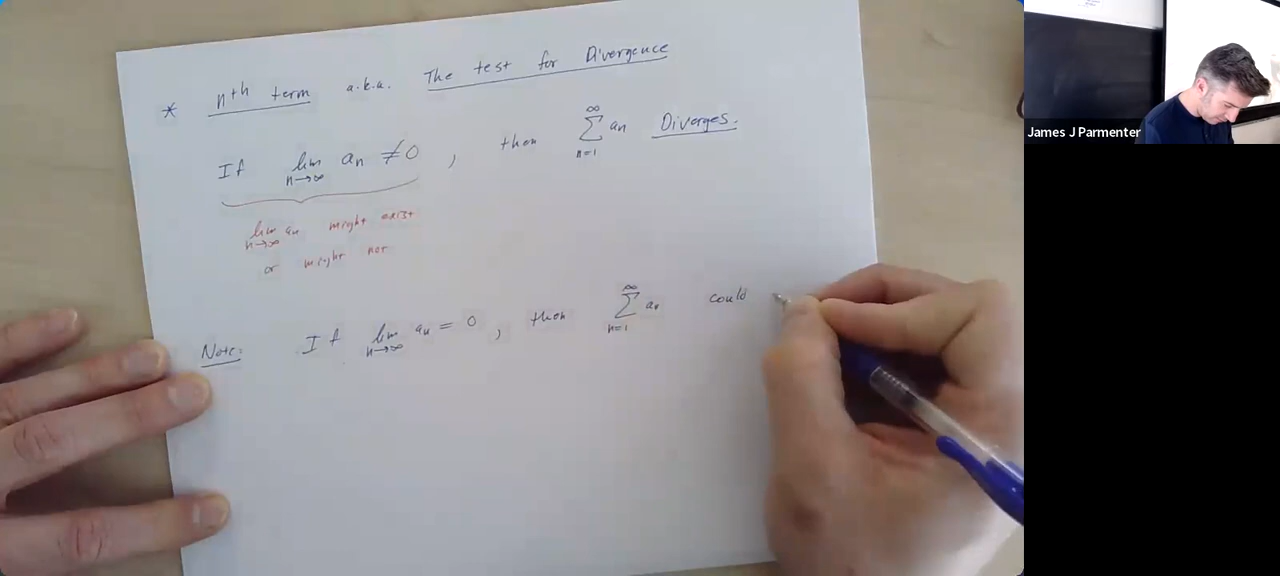 * nth term a.k.a. The test for Divergence
If lim n→∞ an ≠ 0 , then ∞ Σ n=1 an Diverges.
lim n→∞ an might exist
or might not
Note: If lim n→∞ an = 0 , then ∞ Σ n=1 an could
James J Parmenter